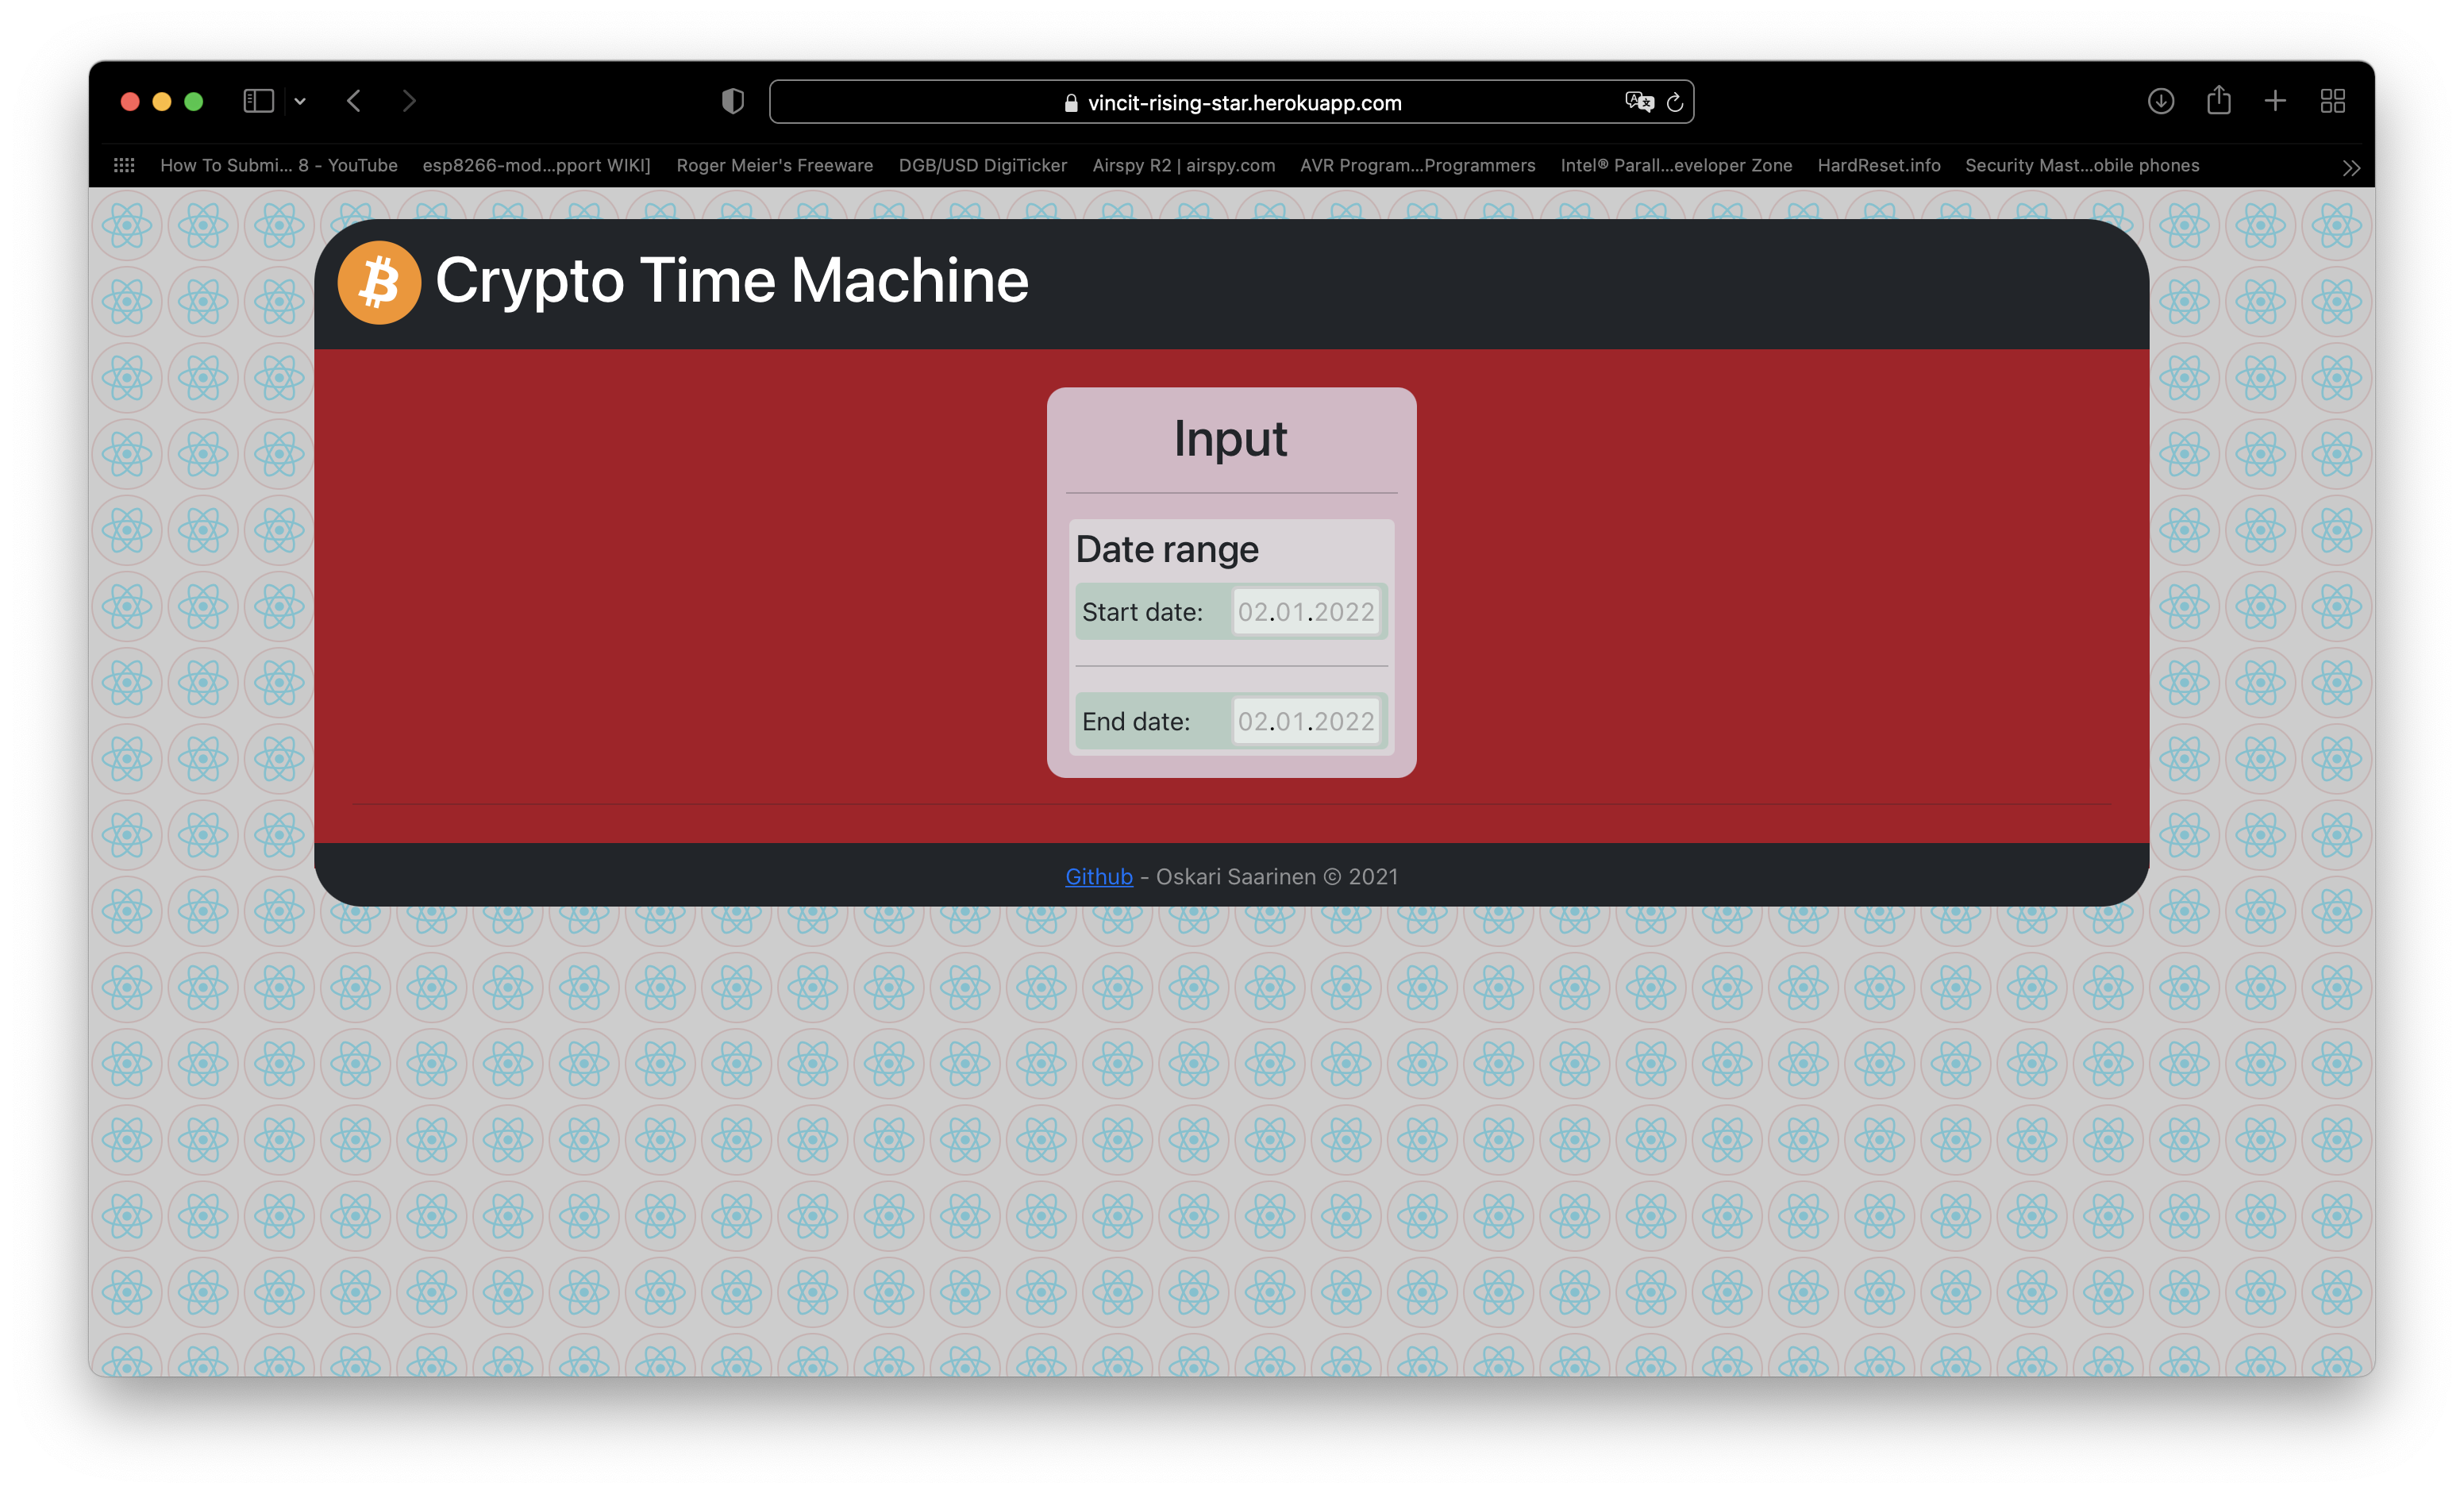 vincit-rising-star.herokuapp.com
How To Submi... 8 - YouTube esp8266-mod...pport WIKI] Roger Meier's Freeware DGB/USD DigiTicker Airspy R2 | airspy.com AVR Program...Programmers Intel® Parall...eveloper Zone HardReset.info Security Mast...obile phones
Crypto Time Machine
Input
Date range
Start date: 02.01.2022
End date: 02.01.2022
Github - Oskari Saarinen © 2021